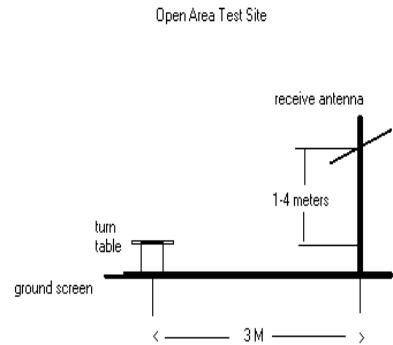 Open Area Test Site
receive antenna
1-4 meters
turn
table
ground screen
3 M